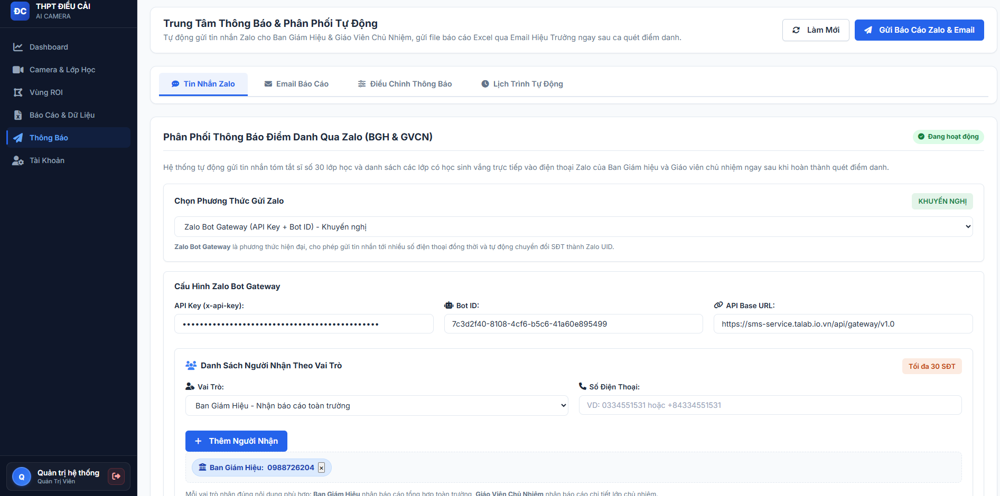 ĐC
THPT ĐIỀU CẢI
AI CAMERA
Dashboard
Camera & Lớp Học
Vùng ROI
Báo Cáo & Dữ Liệu
Thông Báo
Tài Khoản
Q
Quản trị hệ thống
Quản Trị Viên
Trung Tâm Thông Báo & Phân Phối Tự Động
Tự động gửi tin nhắn Zalo cho Ban Giám Hiệu & Giáo Viên Chủ Nhiệm, gửi file báo cáo Excel qua Email Hiệu Trưởng ngay sau ca quét điểm danh.
Làm Mới
Gửi Báo Cáo Zalo & Email
Tin Nhắn Zalo
Email Báo Cáo
Điều Chỉnh Thông Báo
Lịch Trình Tự Động
Phân Phối Thông Báo Điểm Danh Qua Zalo (BGH & GVCN)
Đang hoạt động
Hệ thống tự động gửi tin nhắn tóm tắt sĩ số 30 lớp học và danh sách các lớp có học sinh vắng trực tiếp vào điện thoại Zalo của Ban Giám hiệu và Giáo viên chủ nhiệm ngay sau khi hoàn thành quét điểm danh.
Chọn Phương Thức Gửi Zalo
KHUYẾN NGHỊ
Zalo Bot Gateway (API Key + Bot ID) - Khuyến nghị
Zalo Bot Gateway là phương thức hiện đại, cho phép gửi tin nhắn tới nhiều số điện thoại đồng thời và tự động chuyển đổi SĐT thành Zalo UID.
Cấu Hình Zalo Bot Gateway
API Key (x-api-key):
Bot ID:
7c3d2f40-8108-4cf6-b5c6-41a60e895499
API Base URL:
https://sms-service.talab.io.vn/api/gateway/v1.0
Danh Sách Người Nhận Theo Vai Trò
Tối đa 30 SĐT
Vai Trò:
Ban Giám Hiệu - Nhận báo cáo toàn trường
Số Điện Thoại:
VD: 0334551531 hoặc +84334551531
Thêm Người Nhận
Ban Giám Hiệu: 0988726204 ×
Mỗi vai trò nhận đúng nội dung phù hợp: Ban Giám Hiệu nhận báo cáo tổng hợp toàn trường, Giáo Viên Chủ Nhiệm nhận báo cáo chi tiết lớp chủ nhiệm.